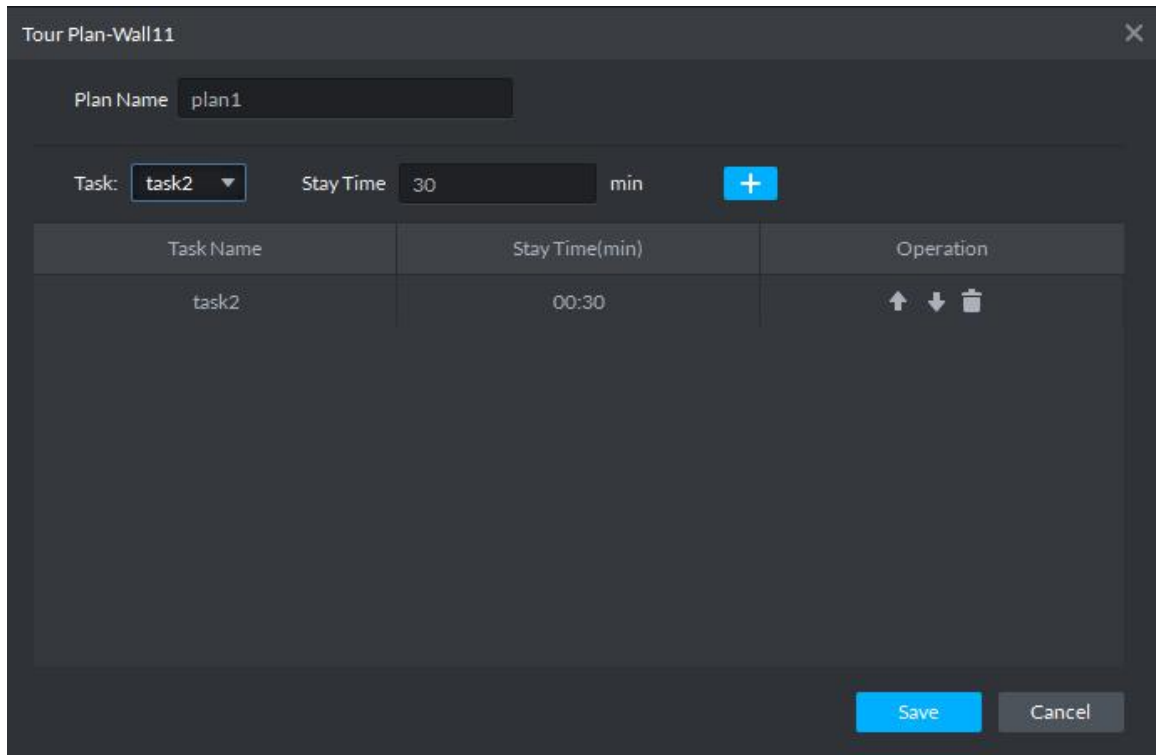 Tour Plan-Wall11
Plan Name plan1
Task: task2 Stay Time 30 min
Task Name Stay Time(min) Operation
task2 00:30
Save Cancel